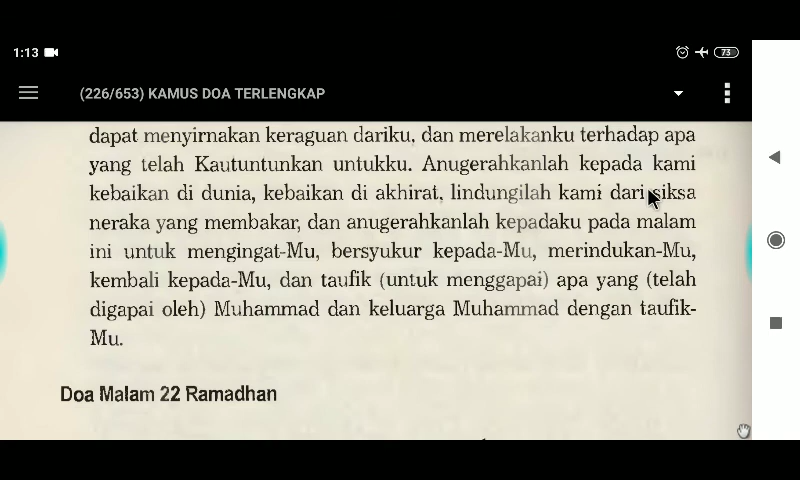 1:13
73
(226/653) KAMUS DOA TERLENGKAP
dapat menyirnakan keraguan dariku, dan merelakanku terhadap apa
yang telah Kautuntunkan untukku. Anugerahkanlah kepada kami
kebaikan di dunia, kebaikan di akhirat, lindungilah kami dari siksa
neraka yang membakar, dan anugerahkanlah kepadaku pada malam
ini untuk mengingat-Mu, bersyukur kepada-Mu, merindukan-Mu,
kembali kepada-Mu, dan taufik (untuk menggapai) apa yang (telah
digapai oleh) Muhammad dan keluarga Muhammad dengan taufik-
Mu.
Doa Malam 22 Ramadhan